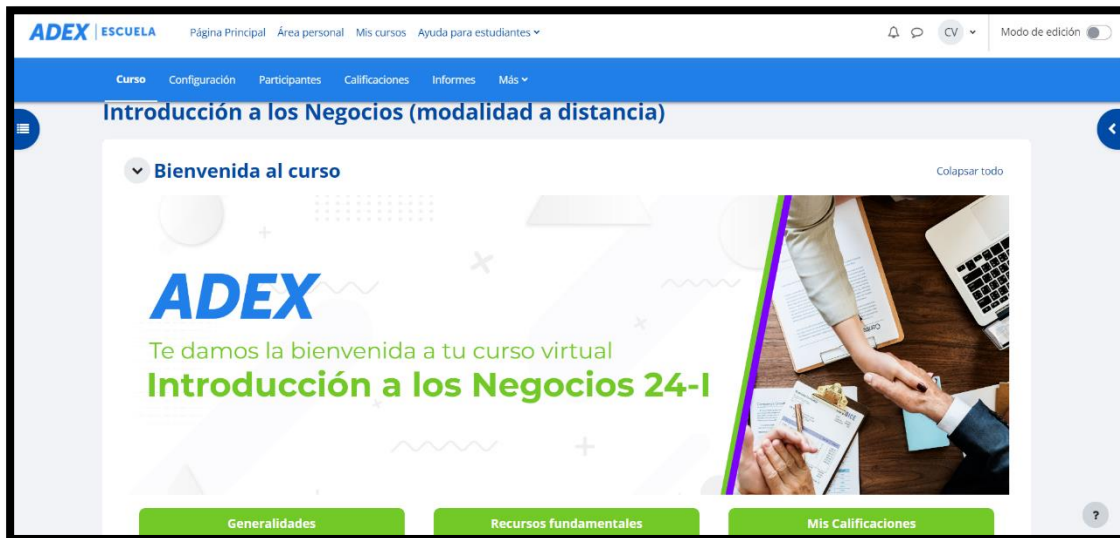 ADEX | ESCUELA
Página Principal Área personal Mis cursos Ayuda para estudiantes
CV
Modo de edición
Curso Configuración Participantes Calificaciones Informes Más
Introducción a los Negocios (modalidad a distancia)
Bienvenida al curso
Colapsar todo
ADEX
Te damos la bienvenida a tu curso virtual
Introducción a los Negocios 24-I
Generalidades
Recursos fundamentales
Mis Calificaciones
?